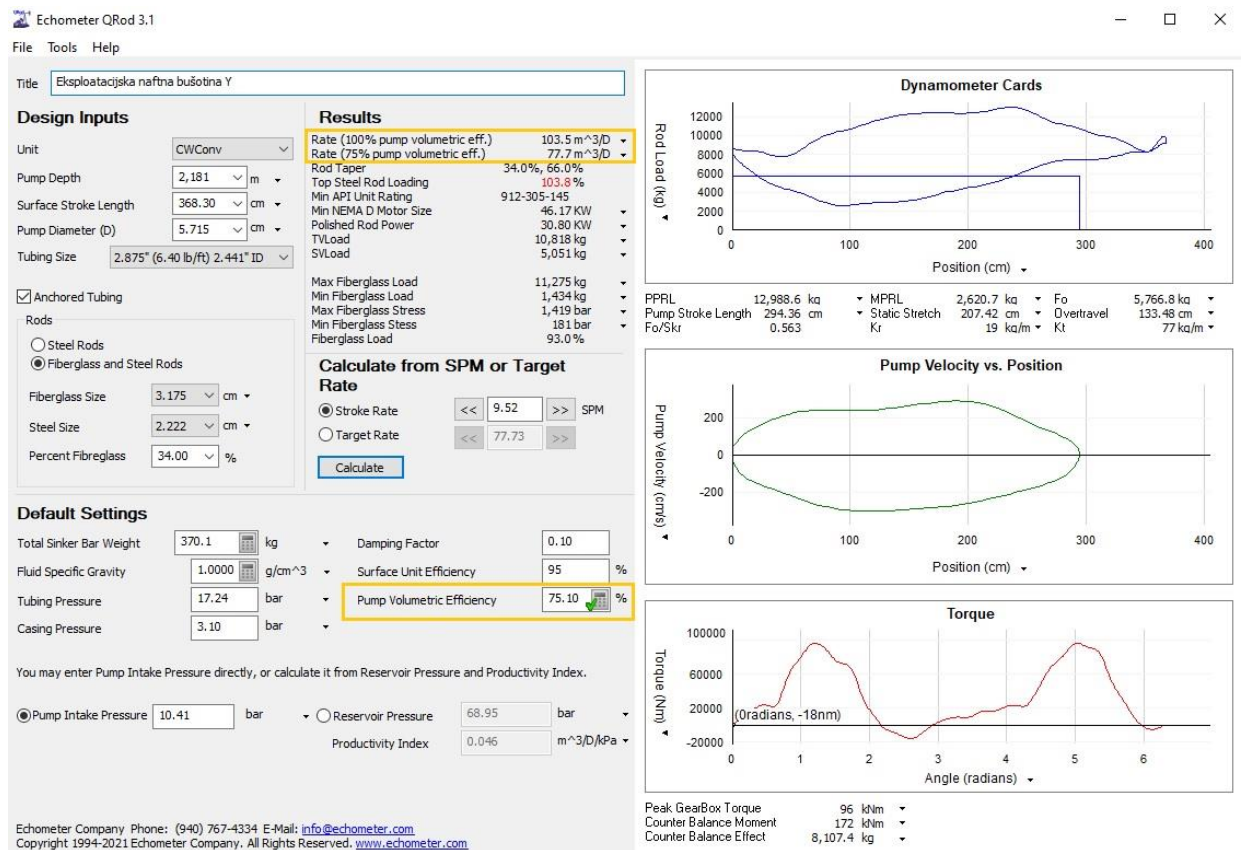 Echometer QRod 3.1
File Tools Help
Title Eksploatacijska naftna bušotina Y
Design Inputs
Unit CWConv
Pump Depth 2,181 m
Surface Stroke Length 368.30 cm
Pump Diameter (D) 5.715 cm
Tubing Size 2.875" (6.40 lb/ft) 2.441" ID
Anchored Tubing
Rods
Steel Rods
Fiberglass and Steel Rods
Fiberglass Size 3.175 cm
Steel Size 2.222 cm
Percent Fibreglass 34.00 %
Results
Rate (100% pump volumetric eff.) 103.5 m^3/D
Rate (75% pump volumetric eff.) 77.7 m^3/D
Rod Taper 34.0%, 66.0%
Top Steel Rod Loading 103.8 %
Min API Unit Rating 912-305-145
Min NEMA D Motor Size 46.17 KW
Polished Rod Power 30.80 KW
TVLoad 10,818 kg
SVLoad 5,051 kg
Max Fiberglass Load 11,275 kg
Min Fiberglass Load 1,434 kg
Max Fiberglass Stress 1,419 bar
Min Fiberglass Stess 181 bar
Fiberglass Load 93.0 %
Calculate from SPM or Target
Rate
Stroke Rate << 9.52 >> SPM
Target Rate << 77.73 >>
Calculate
Default Settings
Total Sinker Bar Weight 370.1 kg
Fluid Specific Gravity 1.0000 g/cm^3
Tubing Pressure 17.24 bar
Casing Pressure 3.10 bar
Damping Factor 0.10
Surface Unit Efficiency 95 %
Pump Volumetric Efficiency 75.10 %
You may enter Pump Intake Pressure directly, or calculate it from Reservoir Pressure and Productivity Index.
Pump Intake Pressure 10.41 bar
Reservoir Pressure 68.95 bar
Productivity Index 0.046 m^3/D/kPa
Echometer Company Phone: (940) 767-4334 E-Mail: info@echometer.com
Copyright 1994-2021 Echometer Company. All Rights Reserved. www.echometer.com
Dynamometer Cards
Rod Load (kg)
12000
10000
8000
6000
4000
2000
0
0 100 200 300 400
Position (cm)
PPRL 12,988.6 kg MPRL 2,620.7 kg Fo 5,766.8 kg
Pump Stroke Length 294.36 cm Static Stretch 207.42 cm Overtravel 133.48 cm
Fo/Skr 0.563 Kr 19 kg/m Kt 77 kg/m
Pump Velocity vs. Position
Pump Velocity (cm/s)
200
0
-200
0 100 200 300 400
Position (cm)
Torque
Torque (Nm)
100000
60000
20000
-20000
(0radians, -18nm)
0 1 2 3 4 5 6
Angle (radians)
Peak GearBox Torque 96 kNm
Counter Balance Moment 172 kNm
Counter Balance Effect 8,107.4 kg